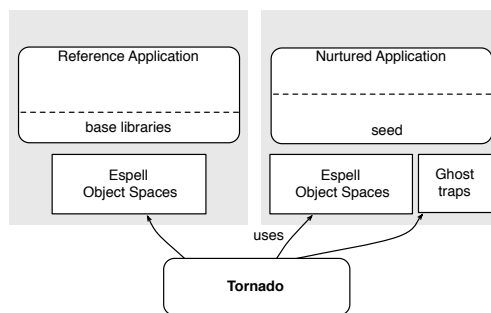 Reference Application
base libraries
Espell
Object Spaces
Nurtured Application
seed
Espell
Object Spaces
Ghost
traps
uses
Tornado